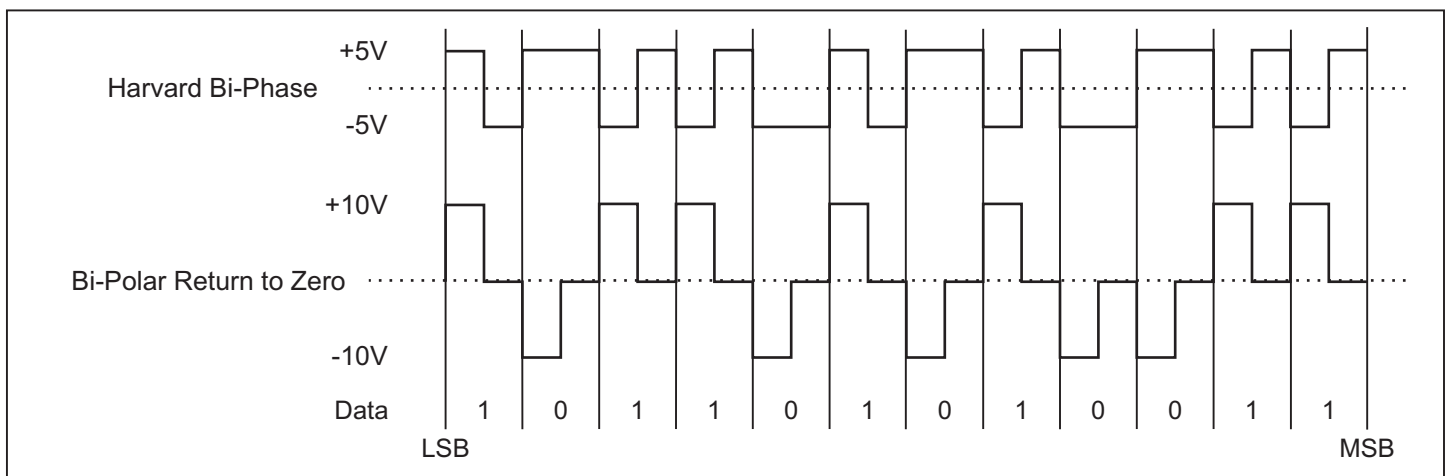 +5V
Harvard Bi-Phase
-5V
+10V
Bi-Polar Return to Zero
-10V
Data 1 0 1 1 0 1 0 1 0 0 1 1
LSB MSB